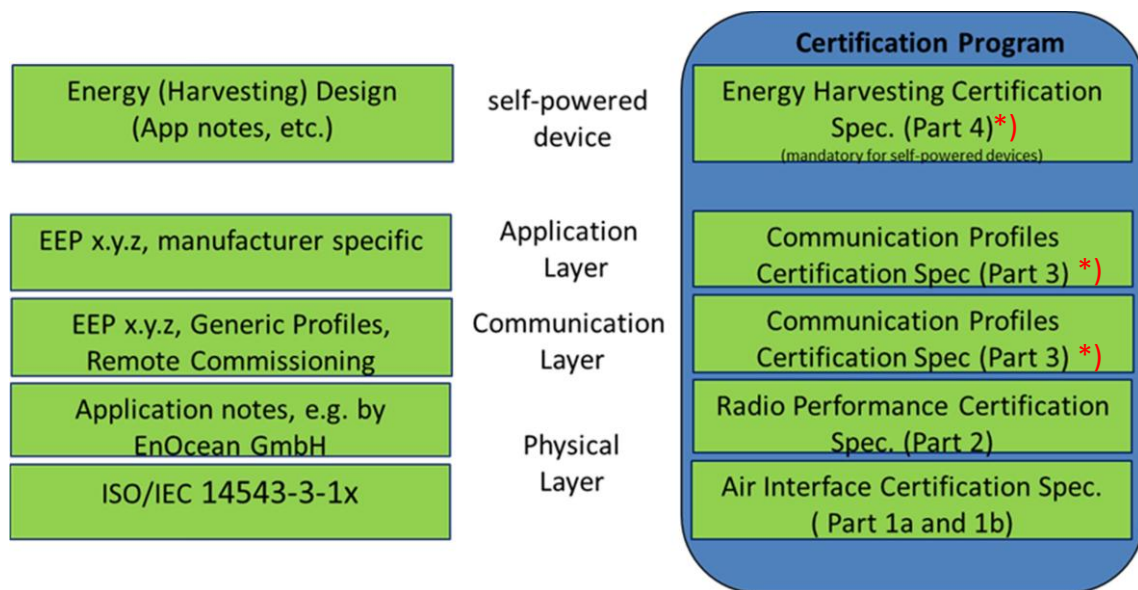 Certification Program
Energy (Harvesting) Design
(App notes, etc.)
self-powered
device
Energy Harvesting Certification
Spec. (Part 4)*)
(mandatory for self-powered devices)
EEP x.y.z, manufacturer specific
Application
Layer
Communication Profiles
Certification Spec (Part 3) *)
EEP x.y.z, Generic Profiles,
Remote Commissioning
Communication
Layer
Communication Profiles
Certification Spec (Part 3) *)
Application notes, e.g. by
EnOcean GmbH
Physical
Layer
Radio Performance Certification
Spec. (Part 2)
ISO/IEC 14543-3-1x
Air Interface Certification Spec.
( Part 1a and 1b)